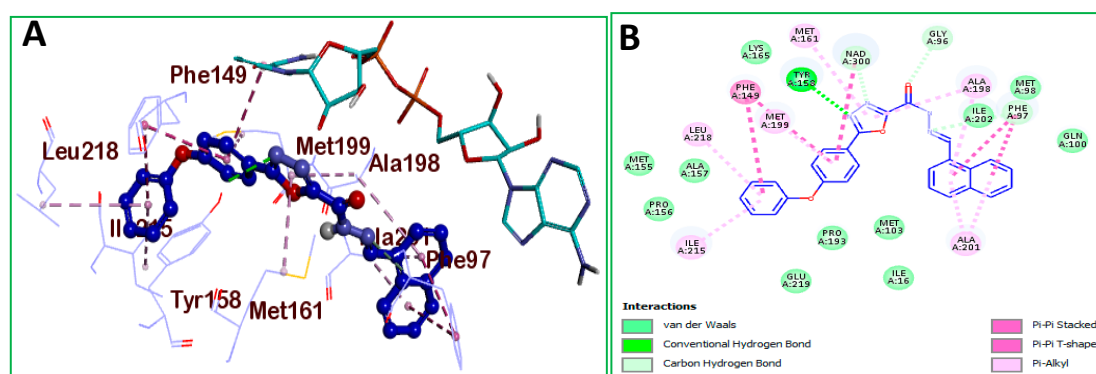 A
Phe149
Leu218
Met199
Ala198
Phe97
Tyr158
Met161
B
MET
A:161
LYS
A:165
NAD
A:300
GLY
A:96
TYR
A:158
PHE
A:149
ALA
A:198
MET
A:98
MET
A:199
ILE
A:202
PHE
A:97
LEU
A:218
GLN
A:100
MET
A:155
ALA
A:157
PRO
A:156
ILE
A:215
PRO
A:193
MET
A:103
ALA
A:201
GLU
A:219
ILE
A:16
O
N
O
O
Interactions
van der Waals
Conventional Hydrogen Bond
Carbon Hydrogen Bond
Pi-Pi Stacked
Pi-Pi T-shape
Pi-Alkyl